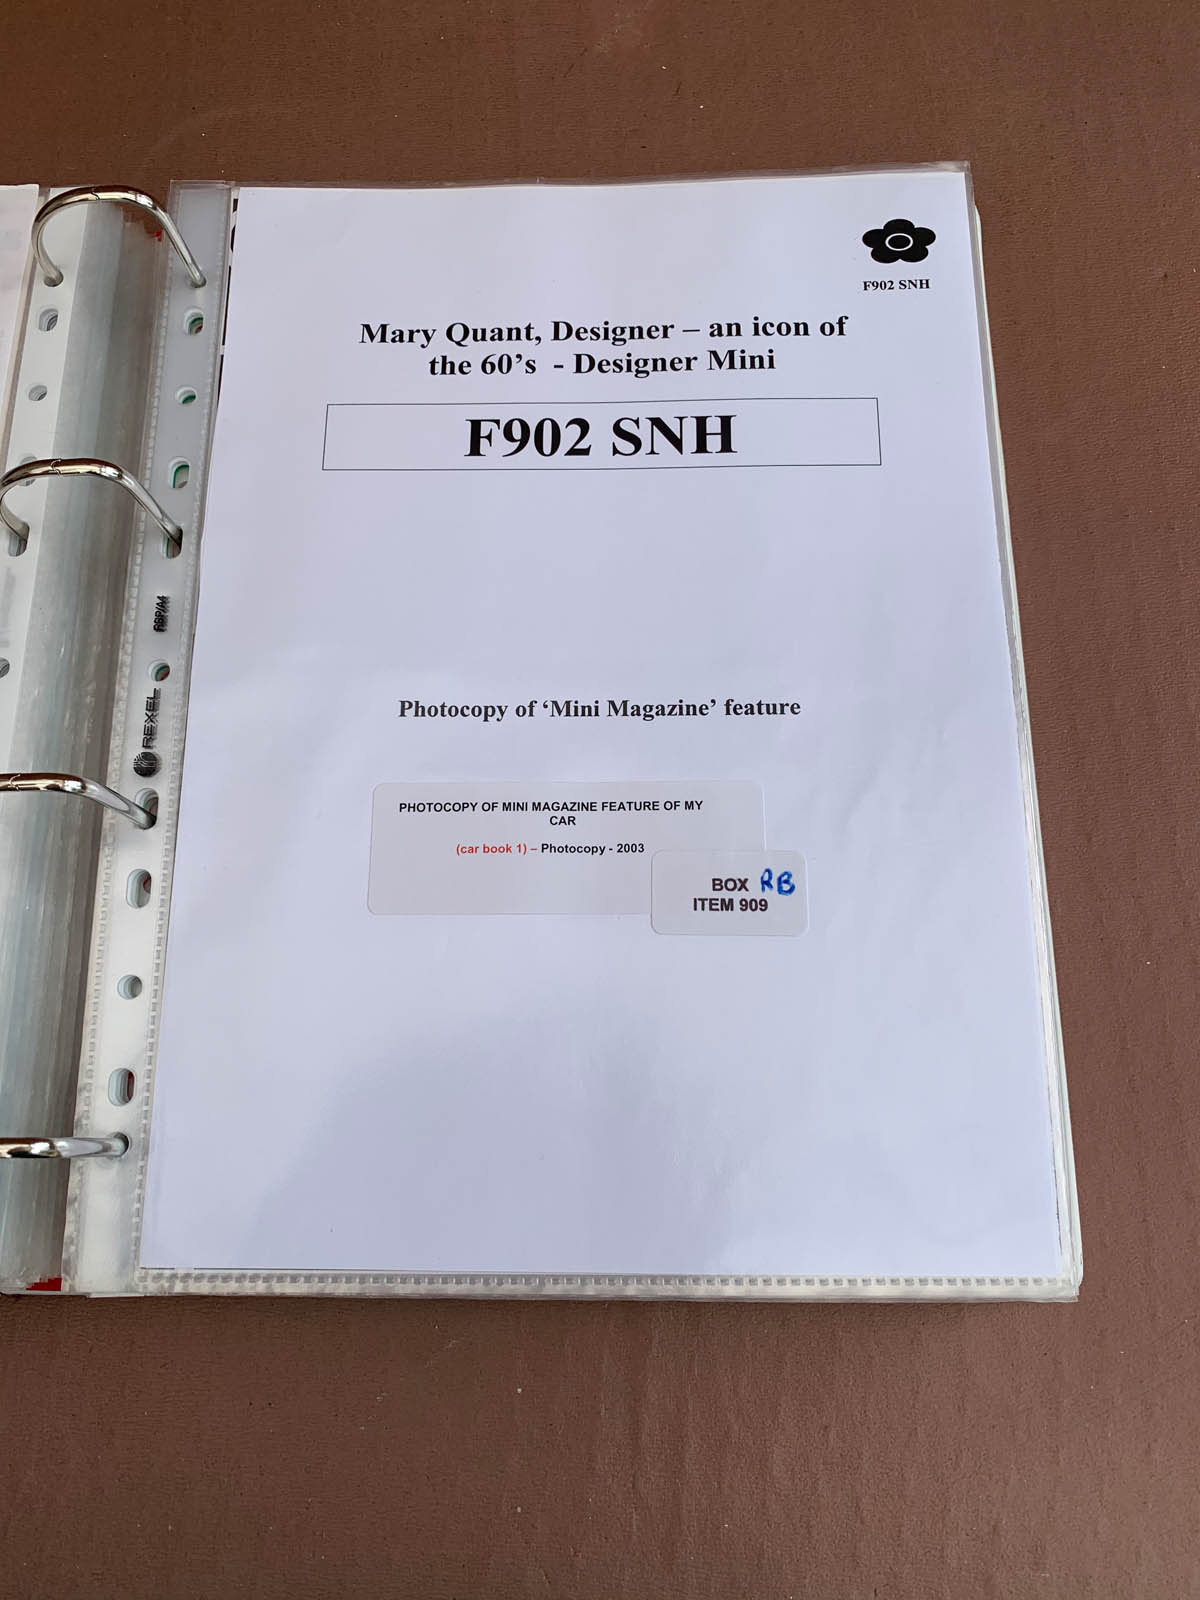 F902 SNH
Mary Quant, Designer – an icon of
the 60’s - Designer Mini
F902 SNH
Photocopy of ‘Mini Magazine’ feature
PHOTOCOPY OF MINI MAGAZINE FEATURE OF MY
CAR
(car book 1) – Photocopy - 2003
BOX RB
ITEM 909
REXEL